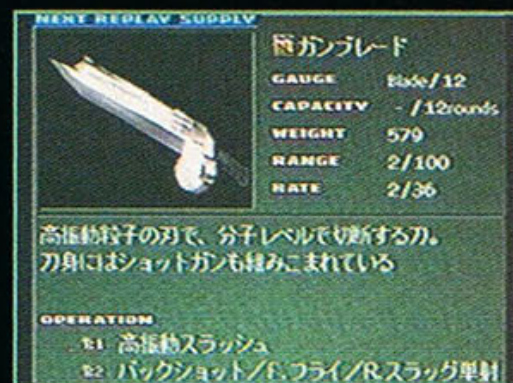 NEXT REPLAY SUPPLY
ガンブレード
GAUGE Blade/12
CAPACITY - /12rounds
WEIGHT 579
RANGE 2/100
RATE 2/36
高振動粒子の刃で、分子レベルで切断する刀。
刀身にはショットガンも組みこまれている
OPERATION
高振動スラッシュ
バックショット/F.フライ/R.スラッグ単射